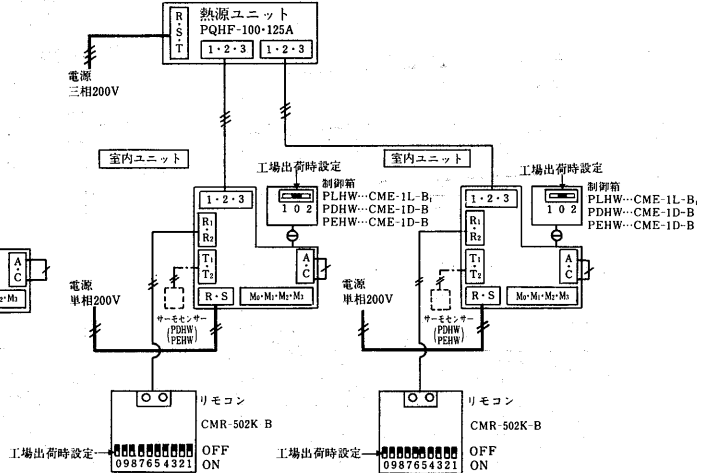 熱源ユニット
PQHF-100・125A
R・S・T
1・2・3
1・2・3
電源
三相200V
室内ユニット
工場出荷時設定
1・2・3
1 0 2
制御箱
PLHW…CME-1L-B₁
PDHW…CME-1D-B
PEHW…CME-1D-B
R₁・R₂
T₁・T₂
A・C
R・S
M₀・M₁・M₂・M₃
電源
単相200V
サーモセンサー
(PDHW
PEHW)
リモコン
CMR-502K-B
工場出荷時設定
OFF
0987654321
ON
室内ユニット
工場出荷時設定
1・2・3
1 0 2
制御箱
PLHW…CME-1L-B₁
PDHW…CME-1D-B
PEHW…CME-1D-B
R₁・R₂
T₁・T₂
A・C
R・S
M₀・M₁・M₂・M₃
電源
単相200V
サーモセンサー
(PDHW
PEHW)
リモコン
CMR-502K-B
工場出荷時設定
OFF
0987654321
ON
A・C
2・M₃